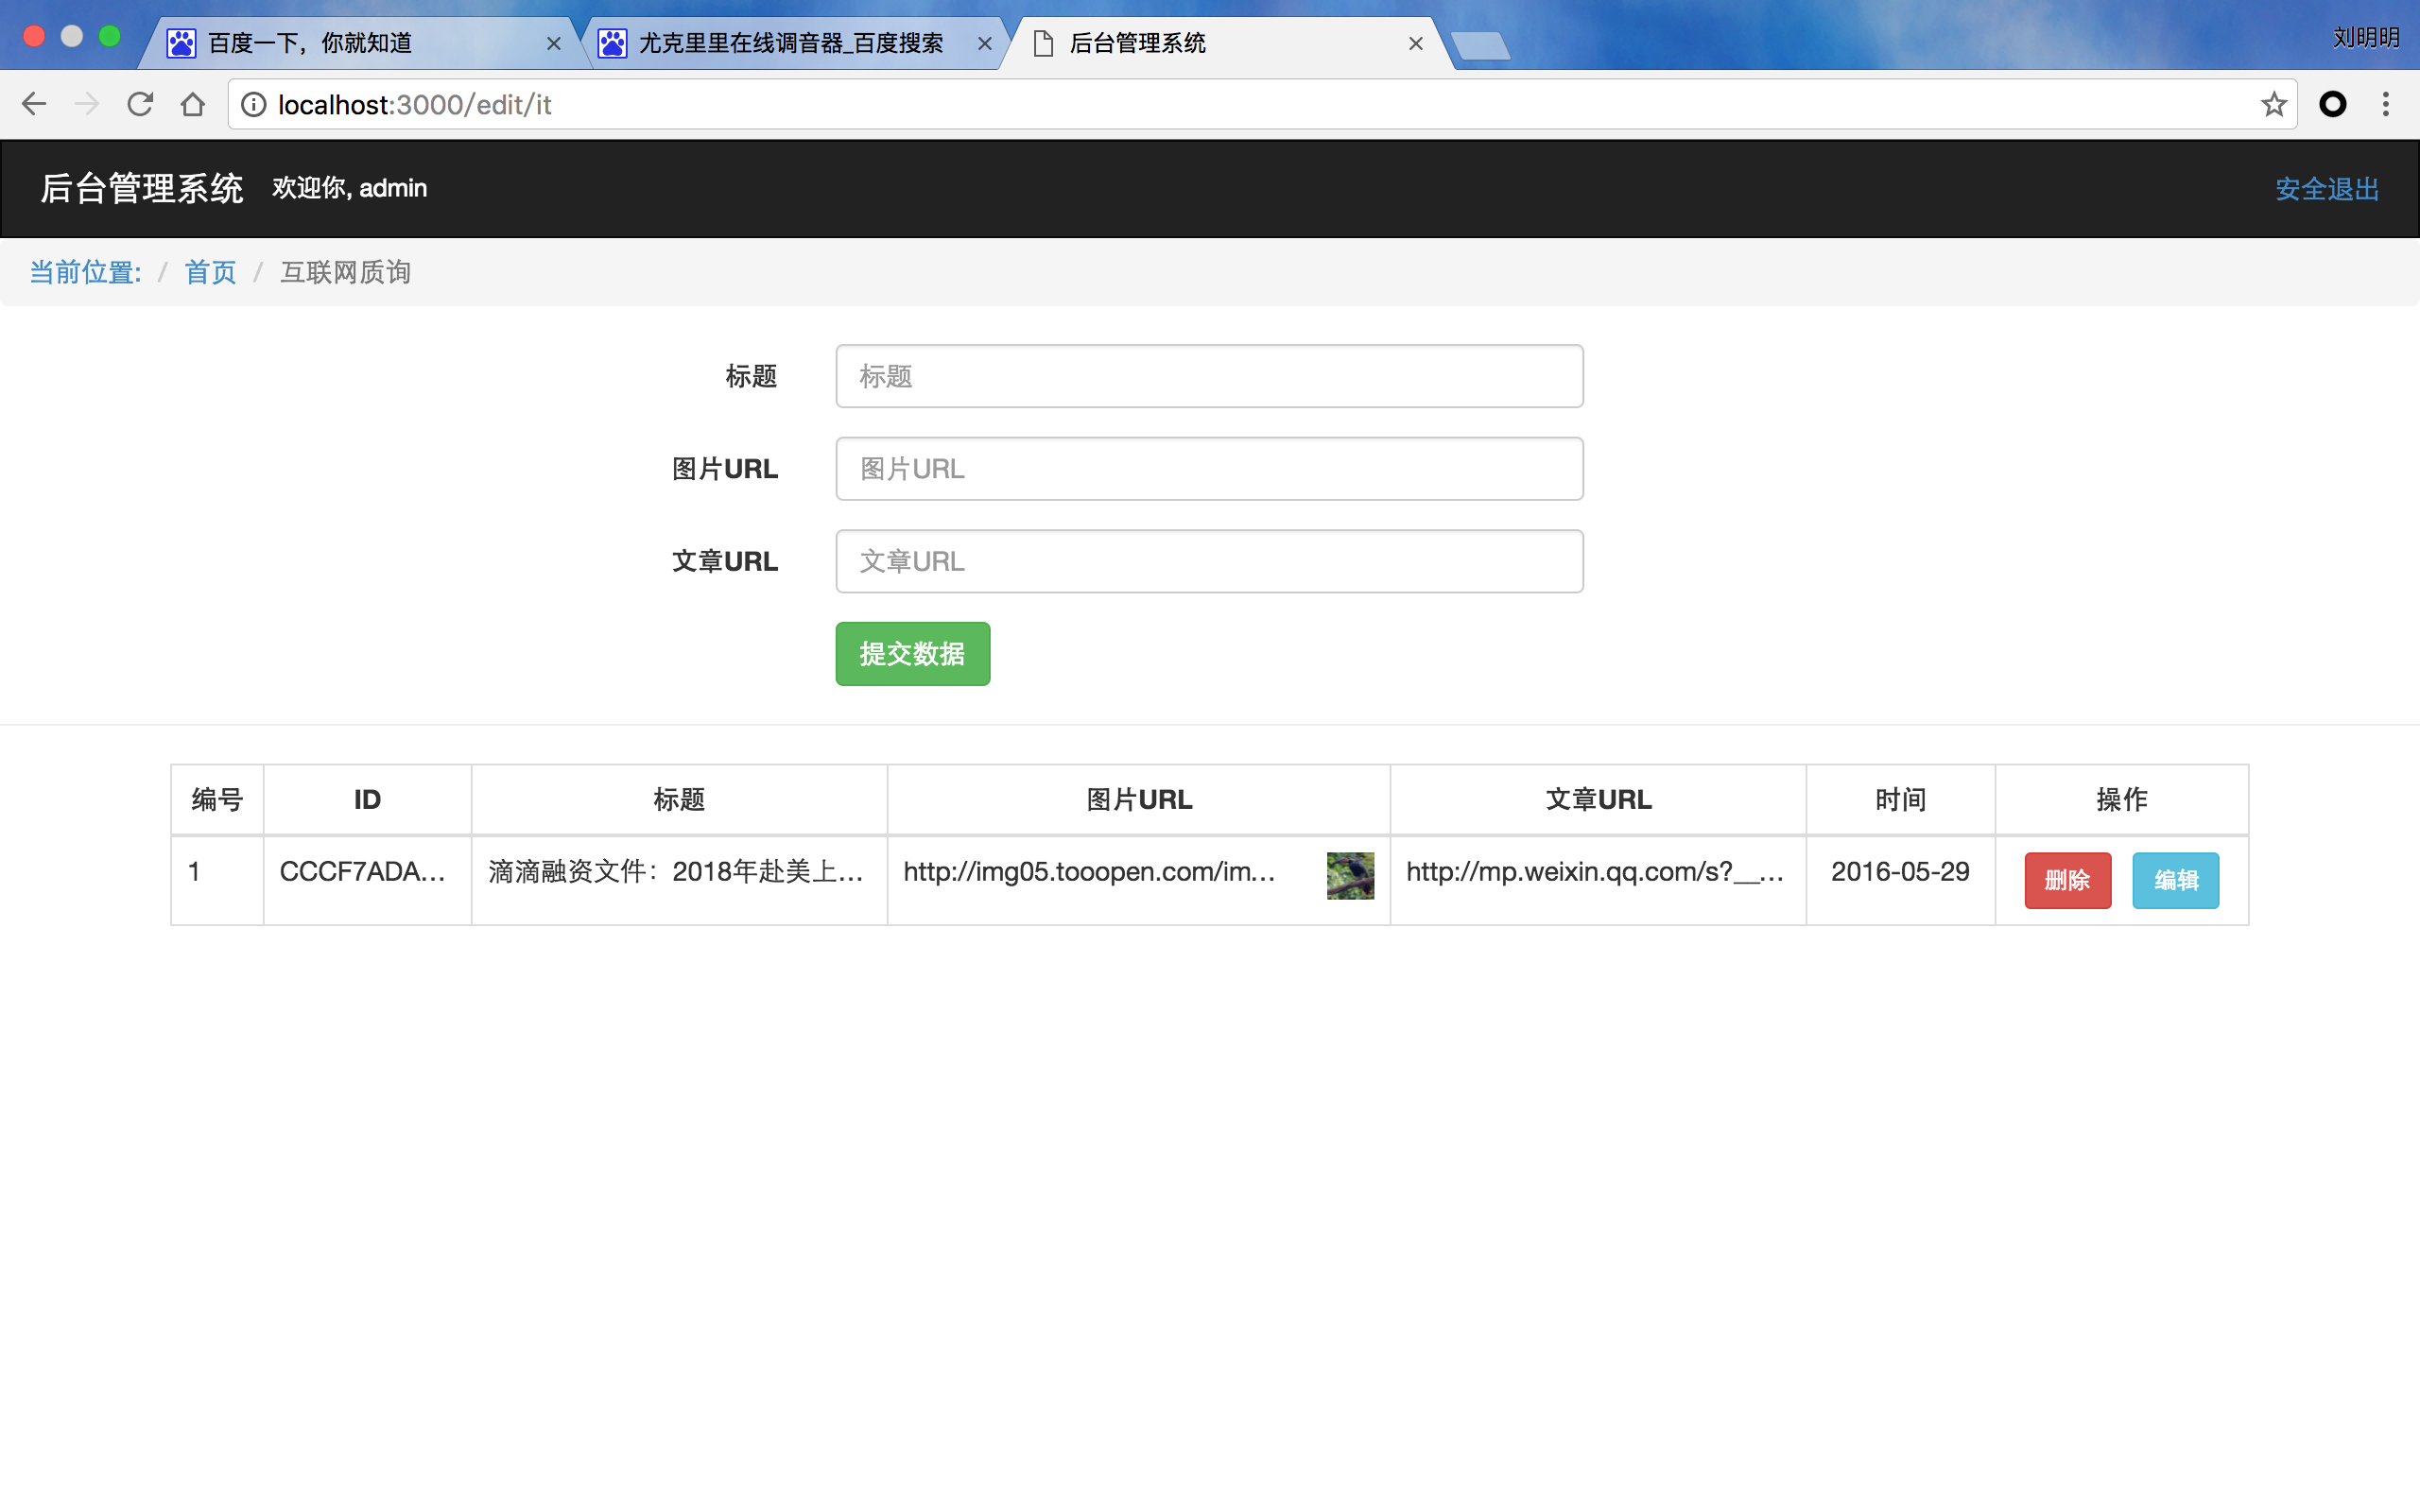 百度一下，你就知道
尤克里里在线调音器_百度搜索
后台管理系统
刘明明
localhost:3000/edit/it
后台管理系统 欢迎你, admin
安全退出
当前位置: / 首页 / 互联网质询
标题 标题
图片URL 图片URL
文章URL 文章URL
提交数据
编号 ID 标题 图片URL 文章URL 时间 操作
1 CCCF7ADA... 滴滴融资文件：2018年赴美上... http://img05.tooopen.com/im... http://mp.weixin.qq.com/s?__... 2016-05-29 删除 编辑